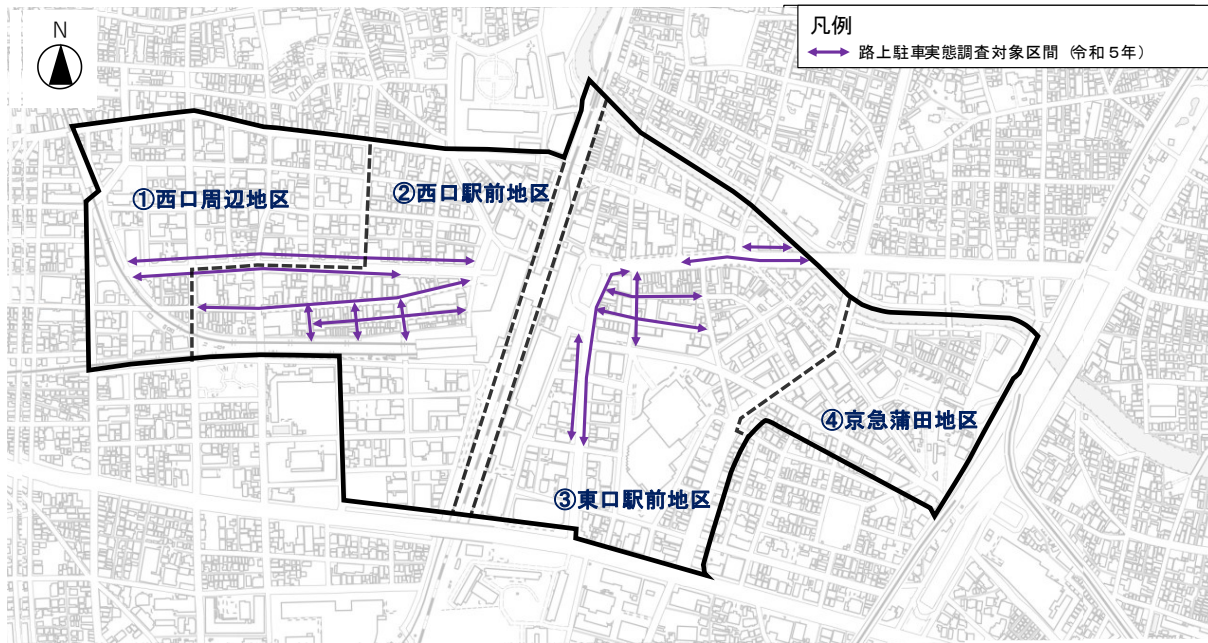 N
凡例
路上駐車実態調査対象区間（令和５年）
①西口周辺地区
②西口駅前地区
④京急蒲田地区
③東口駅前地区